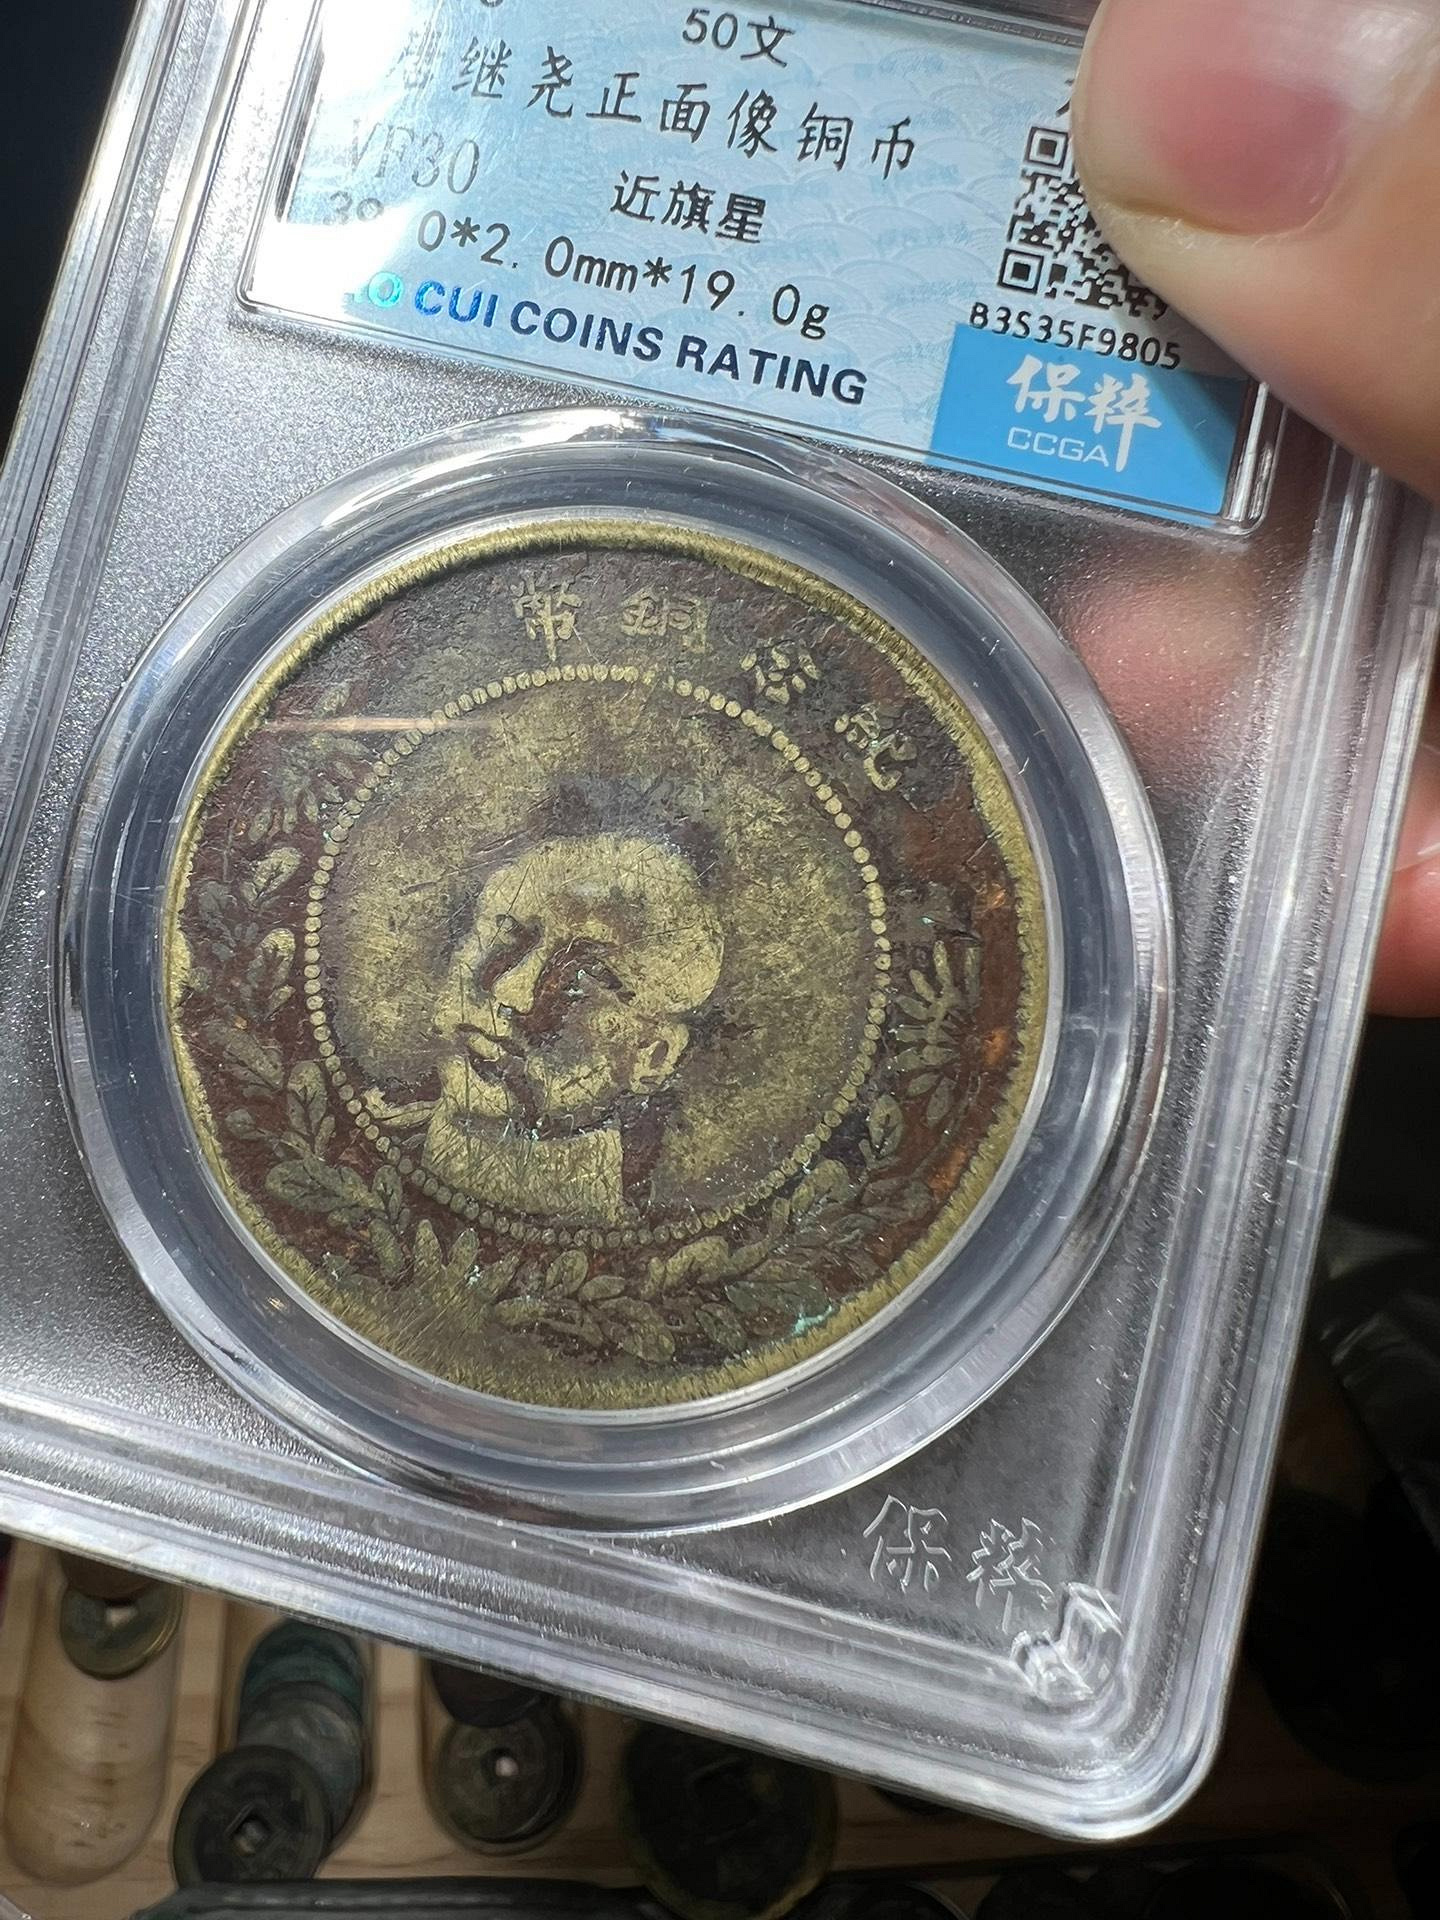 50文
继尧正面像铜币
VF30
近旗星
0*2.0mm*19.0g
O CUI COINS RATING
B3S35F9805
保粹
CCGA
幣銅念紀
保粹